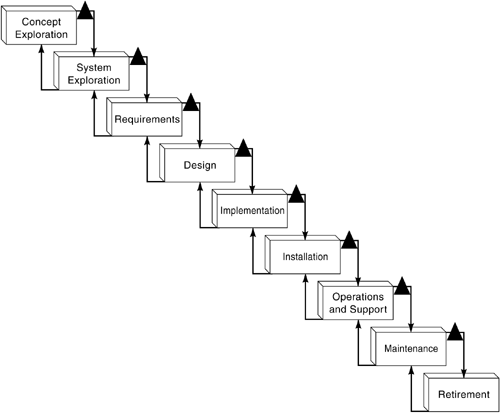 Concept
Exploration
System
Exploration
Requirements
Design
Implementation
Installation
Operations
and Support
Maintenance
Retirement